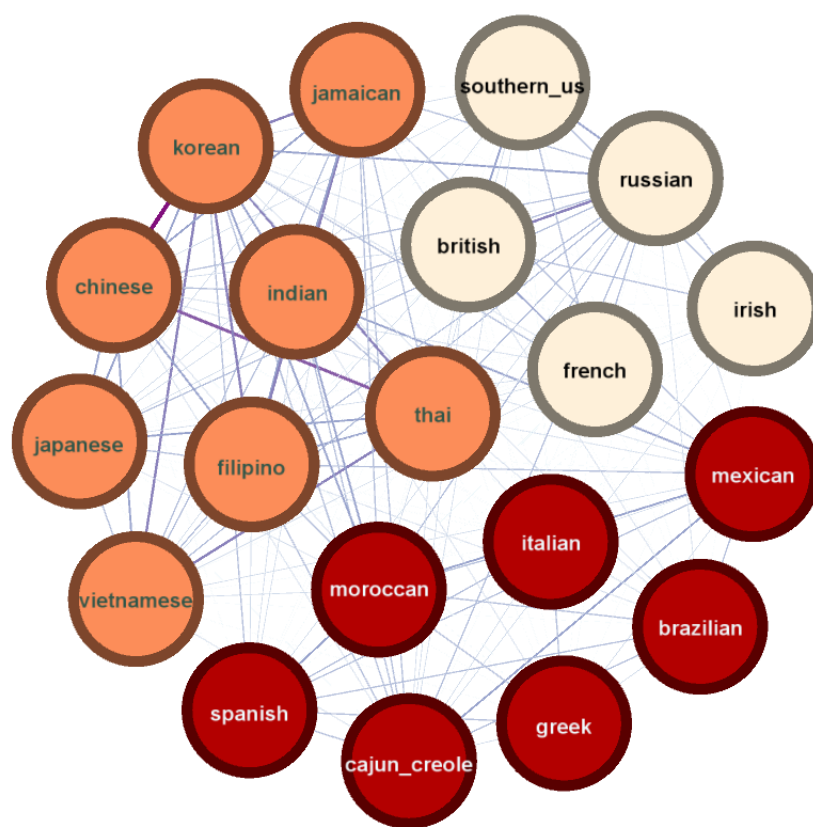 southern_us
jamaican
korean
russian
british
chinese
indian
irish
french
thai
japanese
filipino
mexican
italian
moroccan
vietnamese
brazilian
spanish
greek
cajun_creole